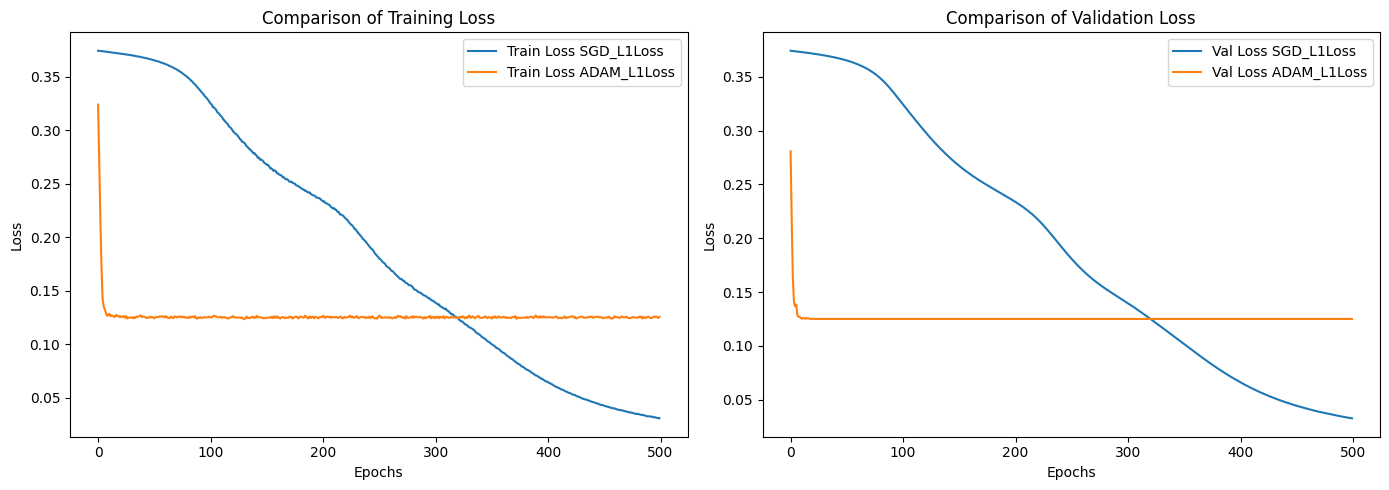 Comparison of Training Loss
Train Loss SGD_L1Loss
Train Loss ADAM_L1Loss
0.35
0.30
0.25
0.20
0.15
0.10
0.05
Loss
0 100 200 300 400 500
Epochs
Comparison of Validation Loss
Val Loss SGD_L1Loss
Val Loss ADAM_L1Loss
0.35
0.30
0.25
0.20
0.15
0.10
0.05
Loss
0 100 200 300 400 500
Epochs